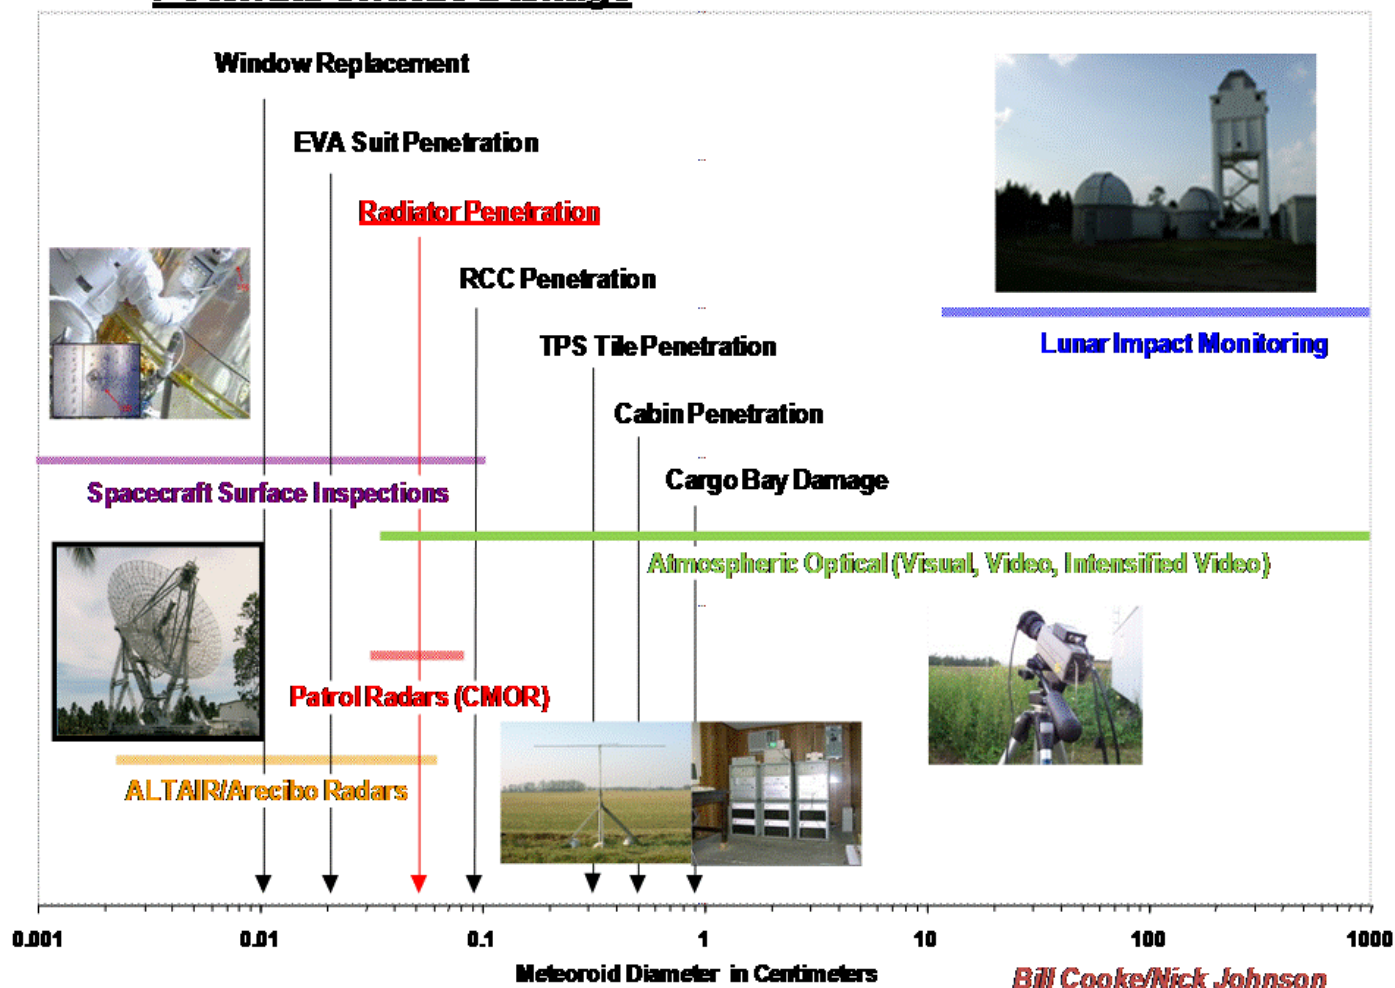 Window Replacement
EVA Suit Penetration
Radiator Penetration
RCC Penetration
TPS Tile Penetration
Lunar Impact Monitoring
Cabin Penetration
Cargo Bay Damage
Spacecraft Surface Inspections
Atmospheric Optical (Visual, Video, Intensified Video)
Patrol Radars (CMOR)
ALTAIR/Arecibo Radars
0.001 0.01 0.1 1 10 100 1000
Meteoroid Diameter in Centimeters
Bill Cooke/Nick Johnson